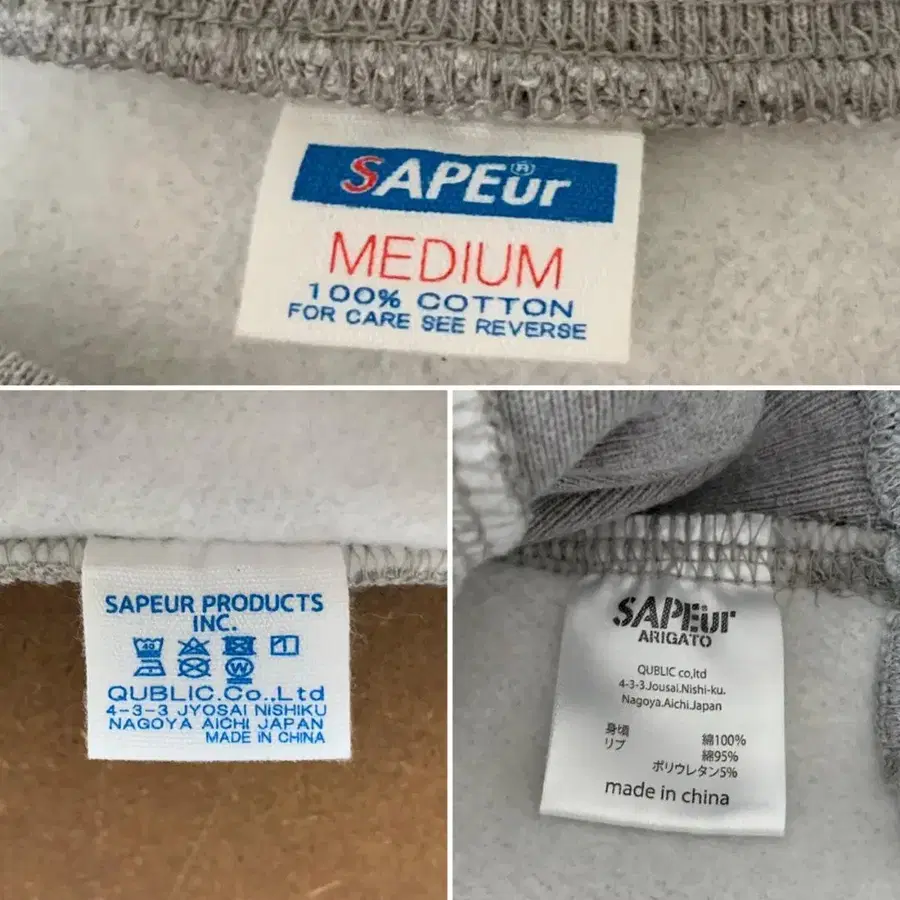 SAPEur ®
MEDIUM
100% COTTON
FOR CARE SEE REVERSE
SAPEUR PRODUCTS
INC.
40
W
QUBLIC.Co.,Ltd
4-3-3 JYOSAI NISHIKU
NAGOYA AICHI JAPAN
MADE IN CHINA
SAPEur
ARIGATO
QUBLIC co,ltd
4-3-3.Jousai.Nishi-ku.
Nagoya.Aichi.Japan
身頃 綿100%
リブ 綿95%
ポリウレタン5%
made in china